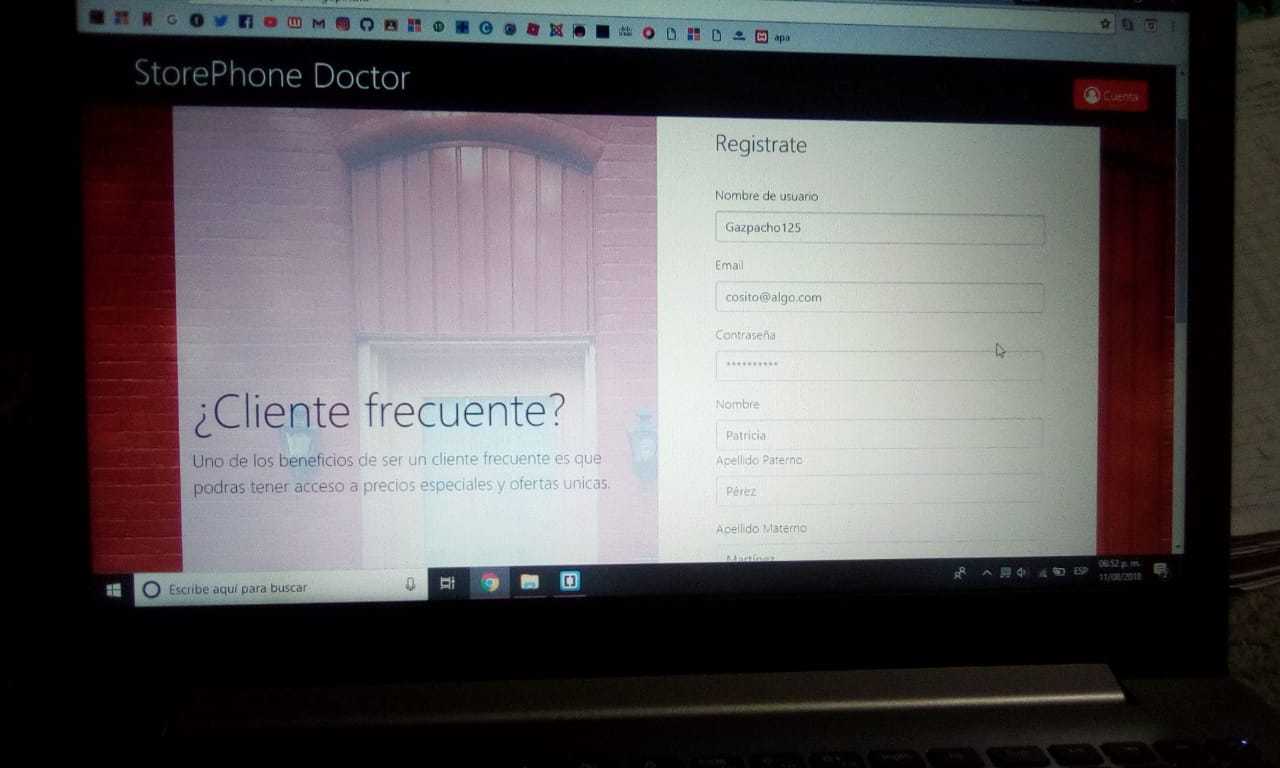 apa
StorePhone Doctor
Cuenta
Registrate
Nombre de usuario
Gazpacho125
Email
cosito@algo.com
Contraseña
**********
Nombre
Patricia
Apellido Paterno
Pérez
Apellido Materno
Martínez
¿Cliente frecuente?
Uno de los beneficios de ser un cliente frecuente es que
podras tener acceso a precios especiales y ofertas unicas.
Escribe aquí para buscar
ESP
06:52 p. m.
11/08/2018